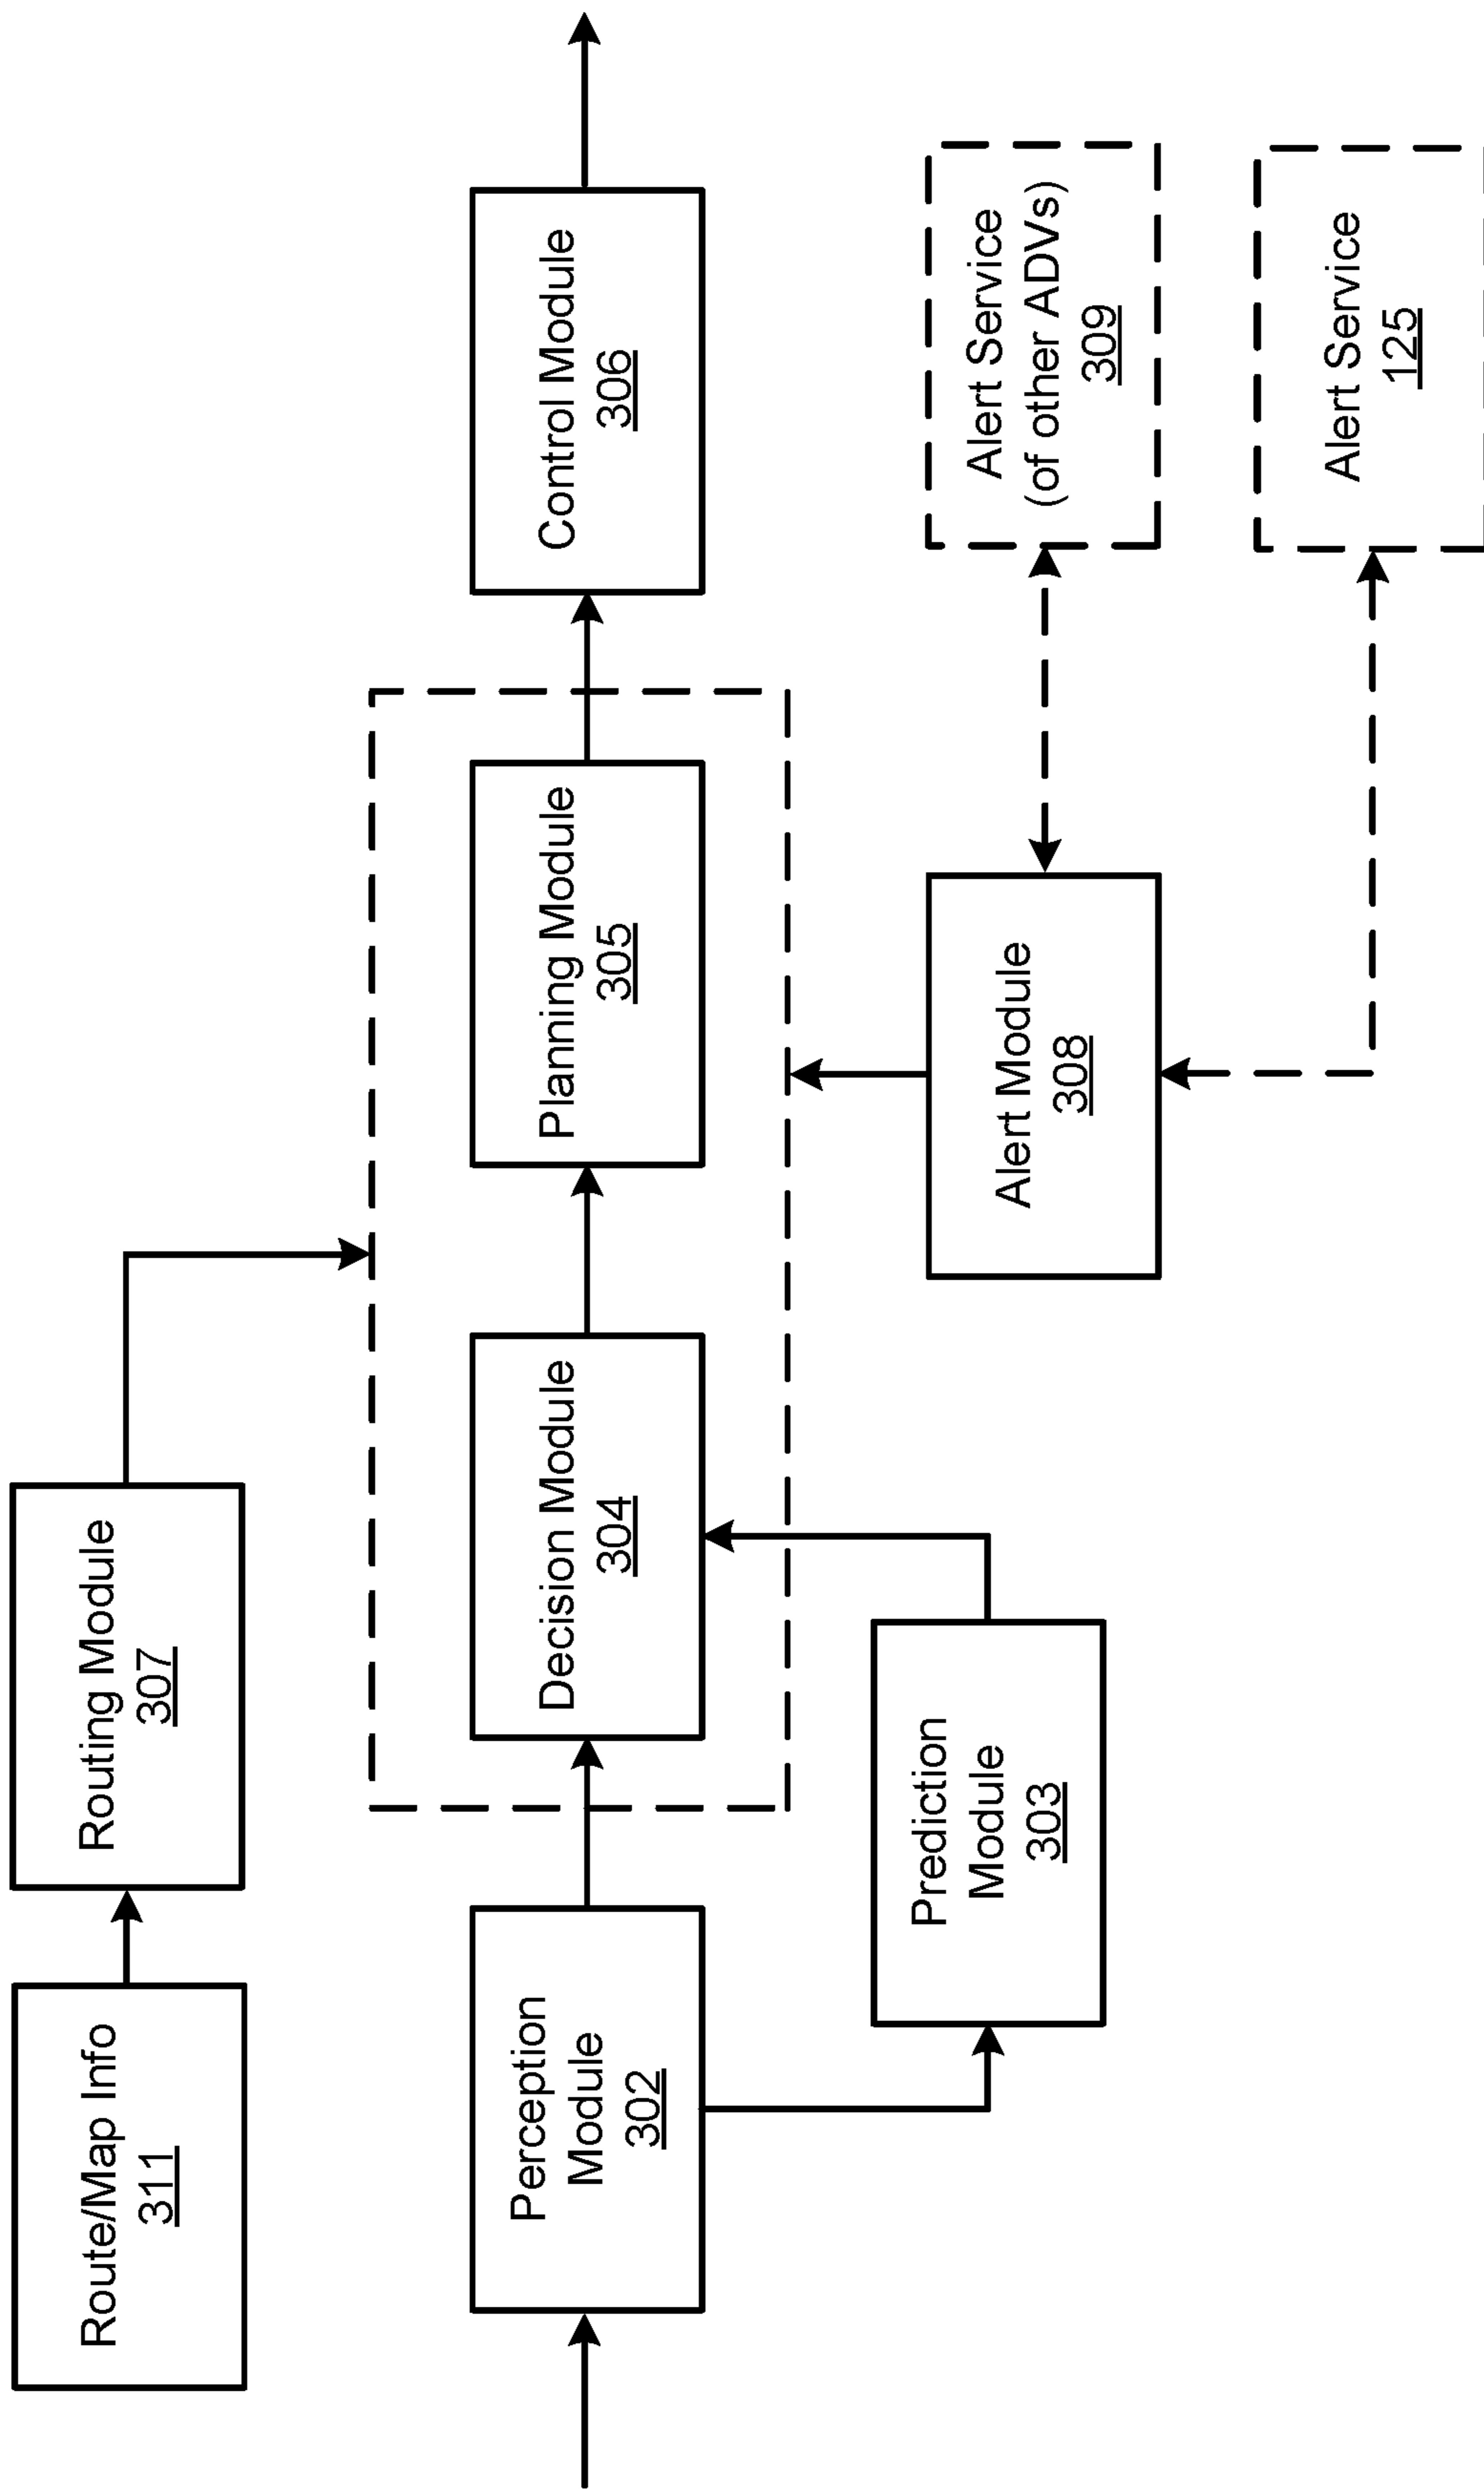 Route/Map Info
311
Routing Module
307
Perception
Module
302
Decision Module
304
Planning Module
305
Control Module
306
Prediction
Module
303
Alert Module
308
Alert Service
(of other ADVs)
309
Alert Service
125